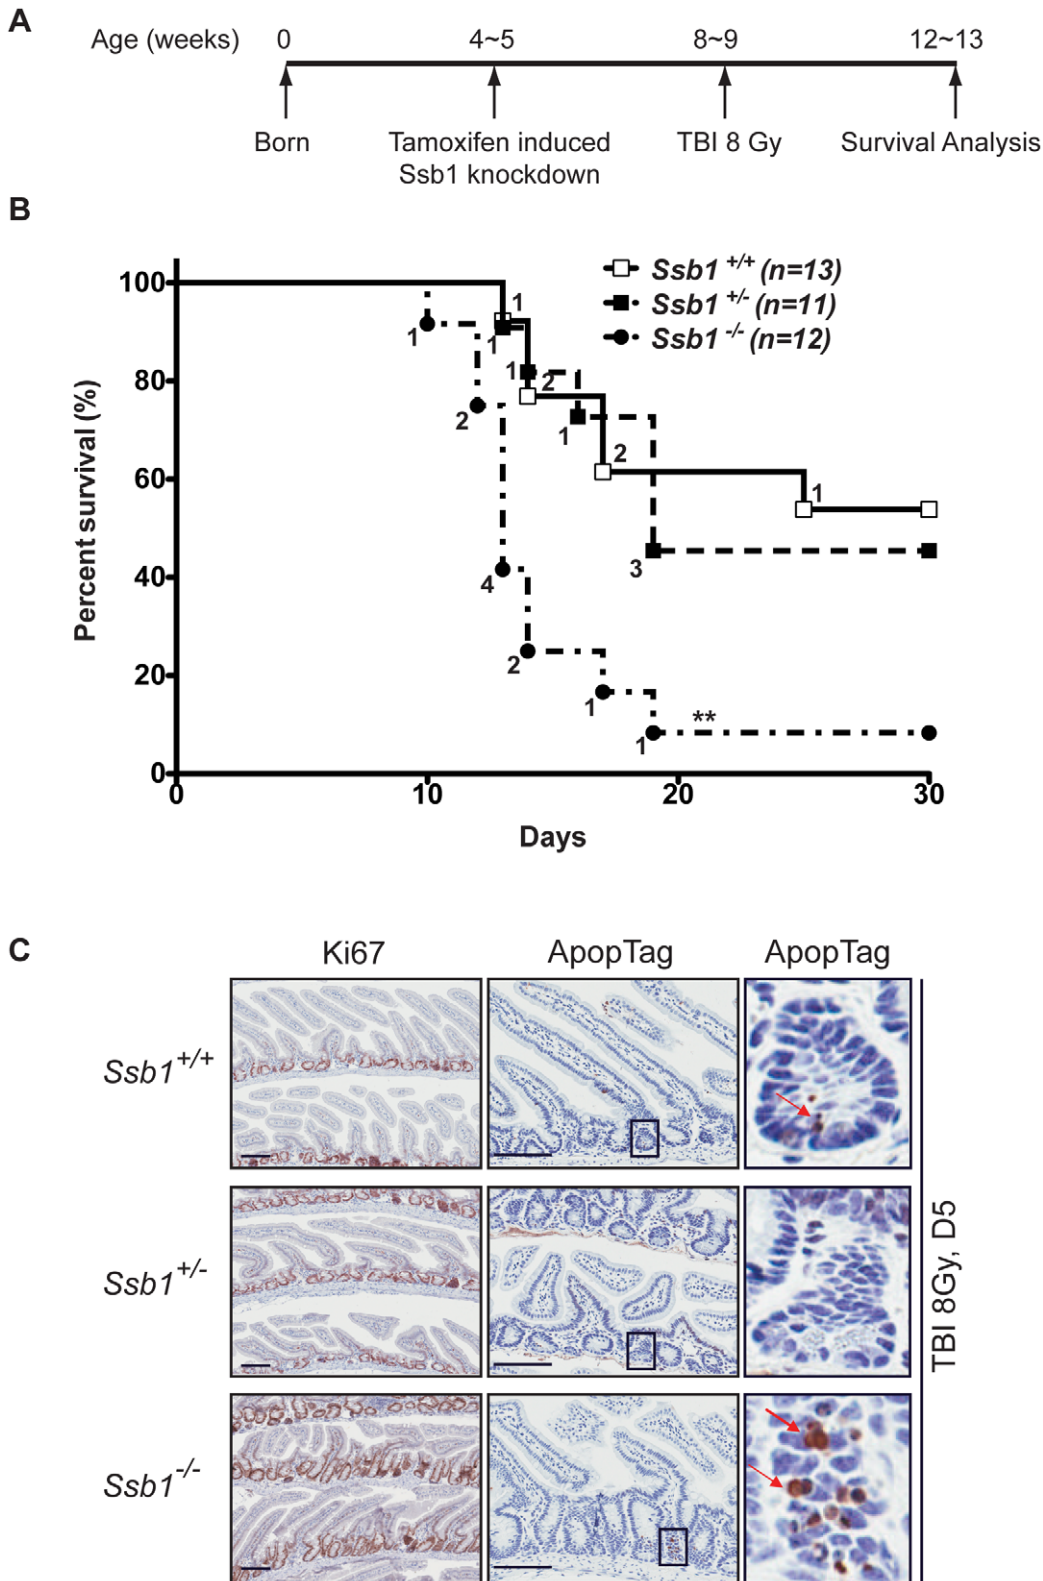 A
Age (weeks) 0 4~5 8~9 12~13
Born Tamoxifen induced TBI 8 Gy Survival Analysis
Ssb1 knockdown
B
Percent survival (%)
100
80
60
40
20
0
Ssb1 +/+ (n=13)
Ssb1 +/- (n=11)
Ssb1 -/- (n=12)
1
1
1
1
2
2
1
2
1
4
3
2
1
1
**
0 10 20 30
Days
C
Ki67 ApopTag ApopTag
Ssb1+/+
Ssb1+/-
Ssb1-/-
TBI 8Gy, D5